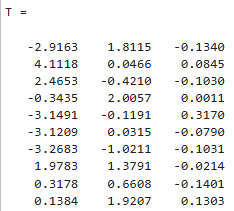 T =
-2.9163 1.8115 -0.1340
4.1118 0.0466 0.0845
2.4653 -0.4210 -0.1030
-0.3435 2.0057 0.0011
-3.1491 -0.1191 0.3170
-3.1209 0.0315 -0.0790
-3.2683 -1.0211 -0.1031
1.9783 1.3791 -0.0214
0.3178 0.6608 -0.1401
0.1384 1.9207 0.1303